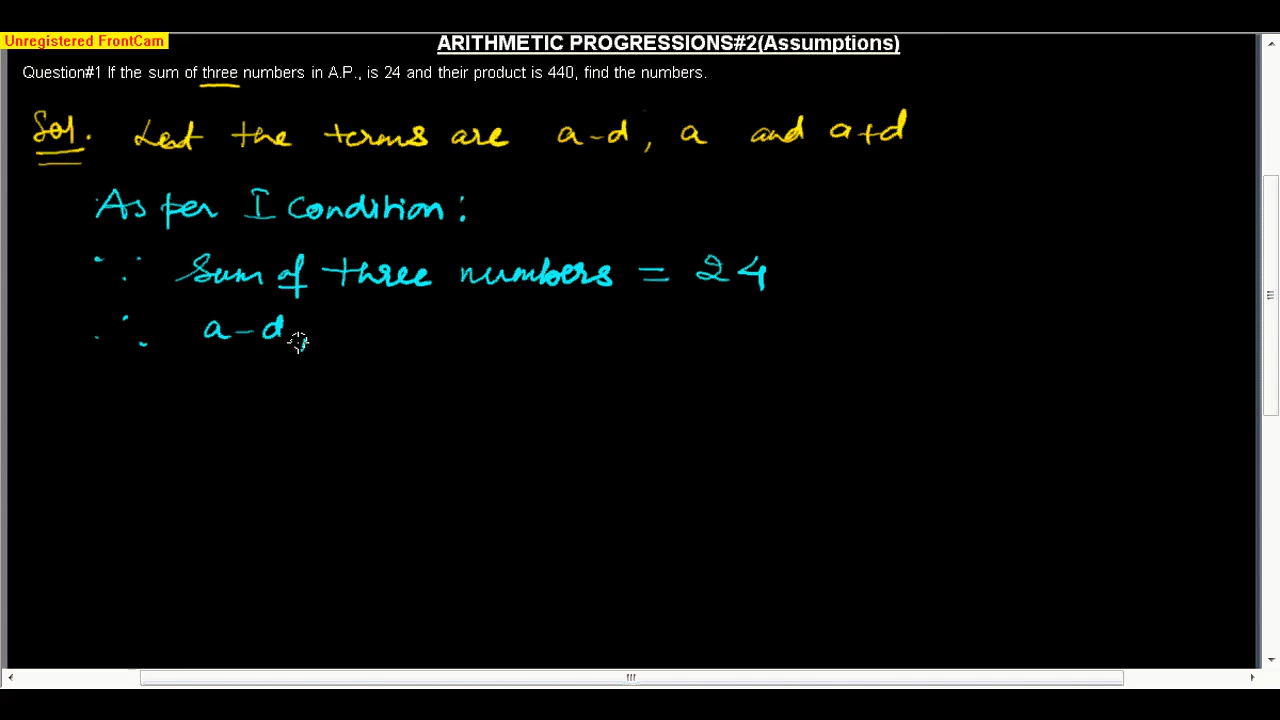 Unregistered FrontCam
ARITHMETIC PROGRESSIONS#2(Assumptions)
Question#1 If the sum of three numbers in A.P., is 24 and their product is 440, find the numbers.
Sol. Let the terms are a-d, a and a+d
As per I Condition:
∵ Sum of three numbers = 24
∴ a-d,